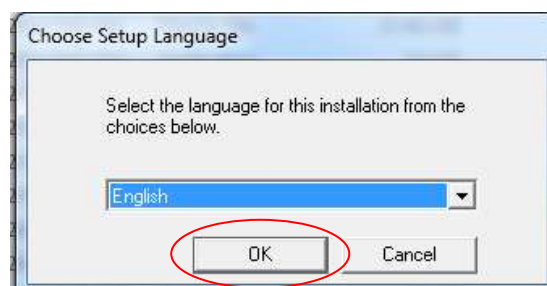 Choose Setup Language
Select the language for this installation from the
choices below.
English
OK Cancel